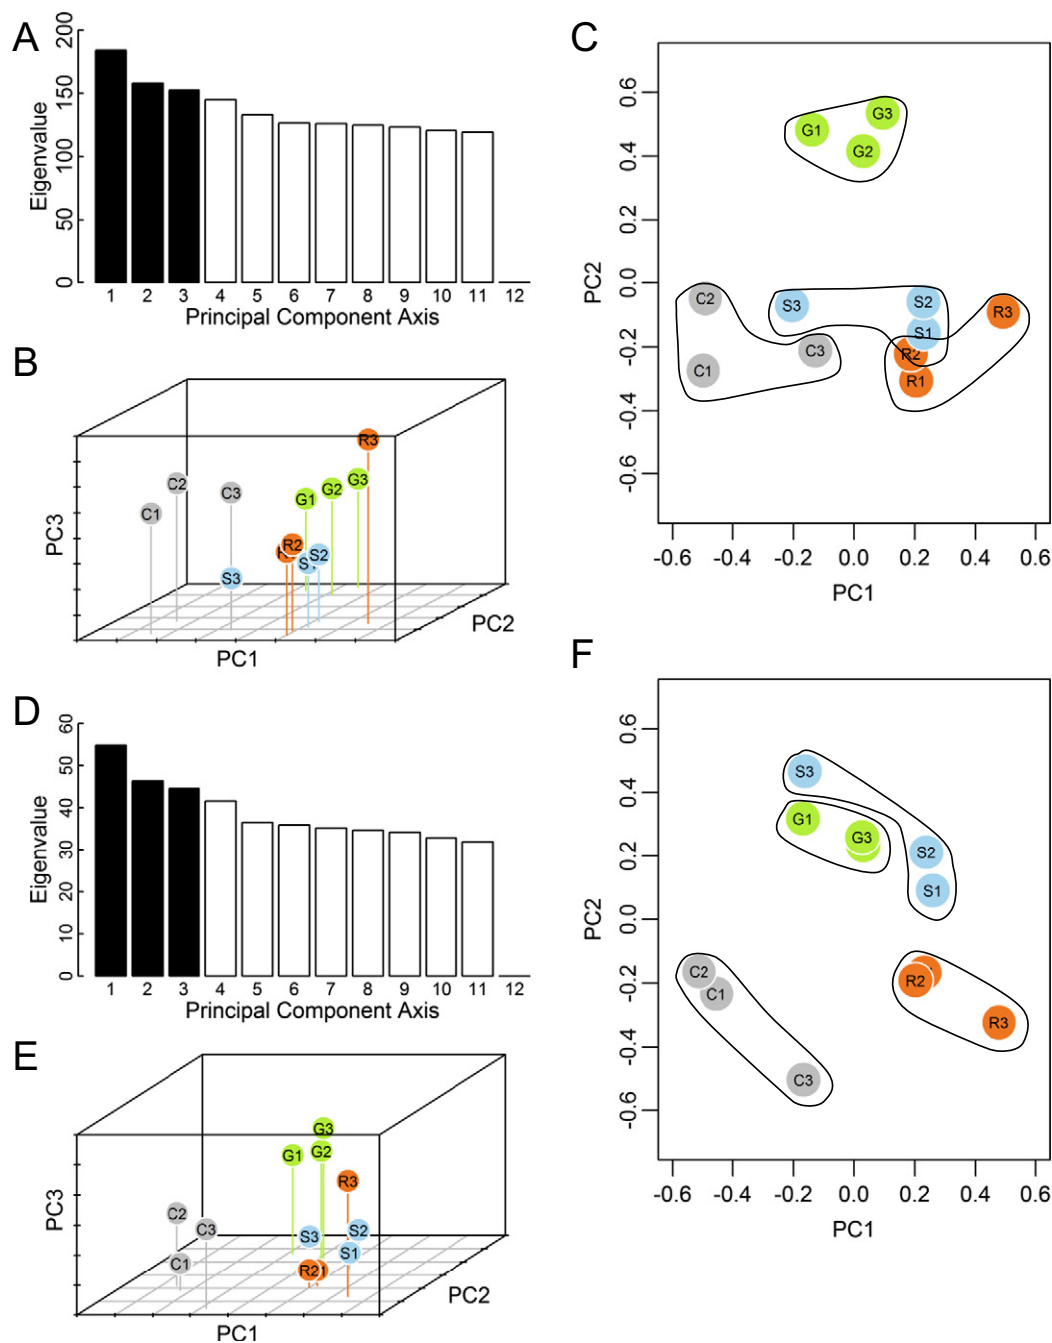 A
200
150
100
50
0
Eigenvalue
1 2 3 4 5 6 7 8 9 10 11 12
Principal Component Axis
B
R3
C2
C3
G3
G2
G1
C1
R2
S2
S3
PC3
PC2
PC1
C
0.6
0.4
0.2
0.0
-0.2
-0.4
-0.6
PC2
G3
G1
G2
C2
S3
S2
R3
S1
C3
R2
C1
R1
-0.6 -0.4 -0.2 0.0 0.2 0.4 0.6
PC1
D
60
50
40
30
20
10
0
Eigenvalue
1 2 3 4 5 6 7 8 9 10 11 12
Principal Component Axis
E
G3
G2
G1
R3
C2
C3
S2
S3
S1
C1
R2
PC3
PC2
PC1
F
0.6
0.4
0.2
0.0
-0.2
-0.4
-0.6
PC2
S3
G1
G3
S2
S1
C2
R2
C1
R3
C3
-0.6 -0.4 -0.2 0.0 0.2 0.4 0.6
PC1